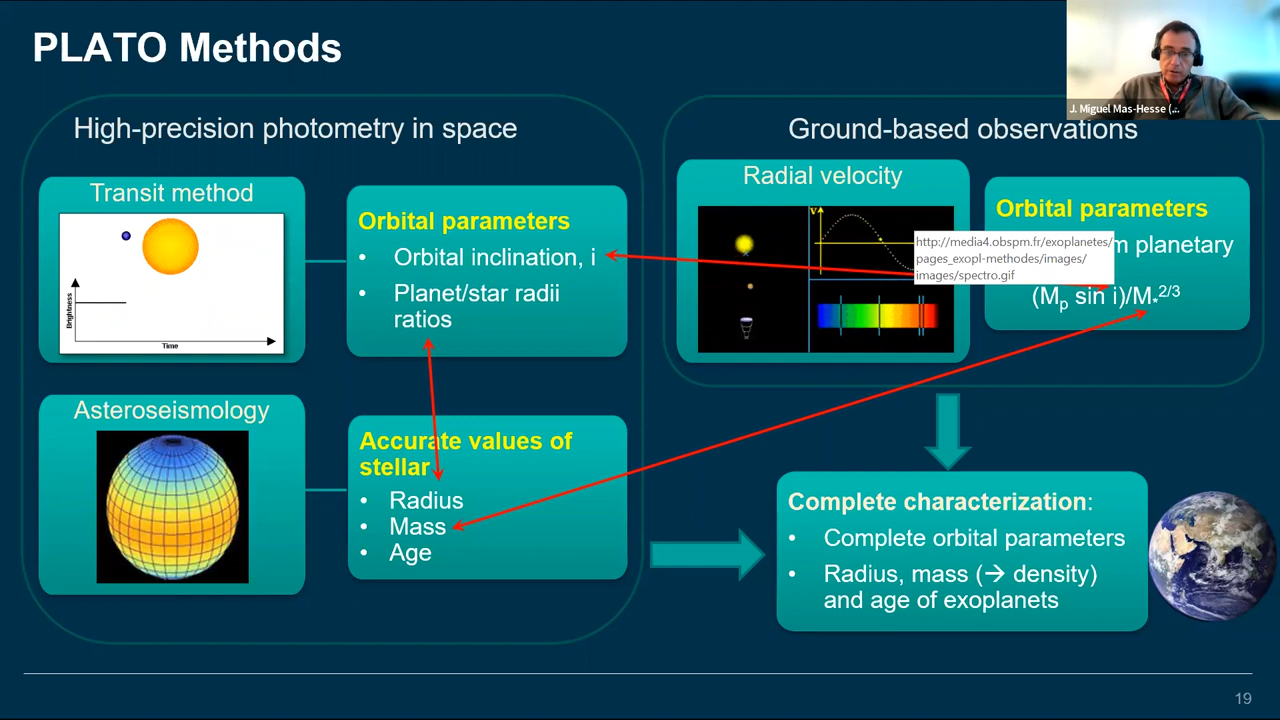 PLATO Methods
J. Miguel Mas-Hesse (...
High-precision photometry in space
Transit method
Brightness
Time
Orbital parameters
• Orbital inclination, i
• Planet/star radii
ratios
Asteroseismology
Accurate values of
stellar
• Radius
• Mass
• Age
Ground-based observations
Radial velocity
V
http://media4.obspm.fr/exoplanetes/
pages_exopl-methodes/images/
images/spectro.gif
Orbital parameters
m planetary
(Mp sin i)/M*2/3
Complete characterization:
• Complete orbital parameters
• Radius, mass (→ density)
and age of exoplanets
19